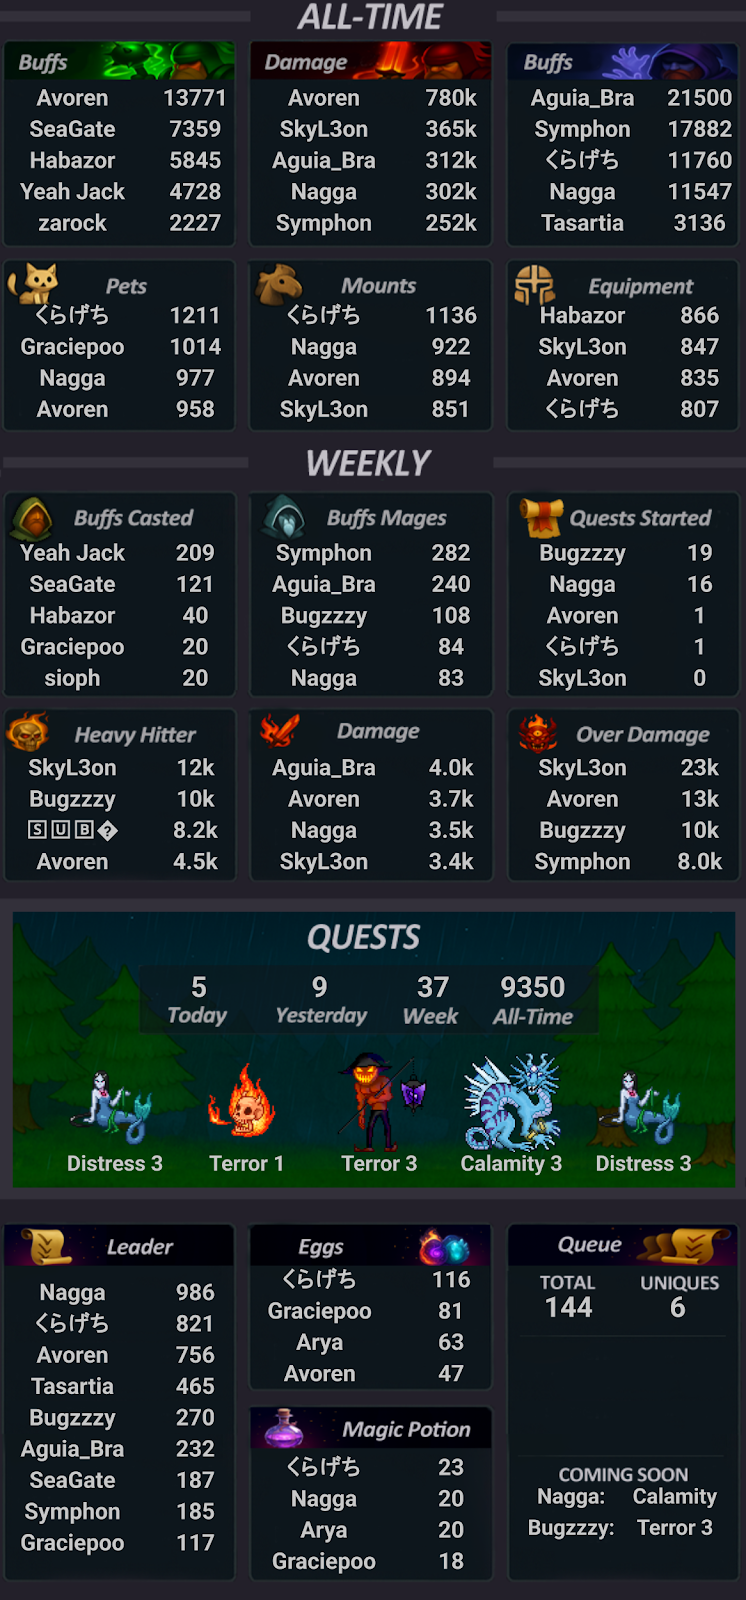 ALL-TIME
Buffs
Avoren 13771
SeaGate 7359
Habazor 5845
Yeah Jack 4728
zarock 2227
Damage
Avoren 780k
SkyL3on 365k
Aguia_Bra 312k
Nagga 302k
Symphon 252k
Buffs
Aguia_Bra 21500
Symphon 17882
くらげち 11760
Nagga 11547
Tasartia 3136
Pets
くらげち 1211
Graciepoo 1014
Nagga 977
Avoren 958
Mounts
くらげち 1136
Nagga 922
Avoren 894
SkyL3on 851
Equipment
Habazor 866
SkyL3on 847
Avoren 835
くらげち 807
WEEKLY
Buffs Casted
Yeah Jack 209
SeaGate 121
Habazor 40
Graciepoo 20
sioph 20
Buffs Mages
Symphon 282
Aguia_Bra 240
Bugzzzy 108
くらげち 84
Nagga 83
Quests Started
Bugzzzy 19
Nagga 16
Avoren 1
くらげち 1
SkyL3on 0
Heavy Hitter
SkyL3on 12k
Bugzzzy 10k
🅂🅄🄱� 8.2k
Avoren 4.5k
Damage
Aguia_Bra 4.0k
Avoren 3.7k
Nagga 3.5k
SkyL3on 3.4k
Over Damage
SkyL3on 23k
Avoren 13k
Bugzzzy 10k
Symphon 8.0k
QUESTS
5 9 37 9350
Today Yesterday Week All-Time
Distress 3 Terror 1 Terror 3 Calamity 3 Distress 3
Leader
Nagga 986
くらげち 821
Avoren 756
Tasartia 465
Bugzzzy 270
Aguia_Bra 232
SeaGate 187
Symphon 185
Graciepoo 117
Eggs
くらげち 116
Graciepoo 81
Arya 63
Avoren 47
Magic Potion
くらげち 23
Nagga 20
Arya 20
Graciepoo 18
Queue
TOTAL UNIQUES
144 6
COMING SOON
Nagga: Calamity
Bugzzzy: Terror 3